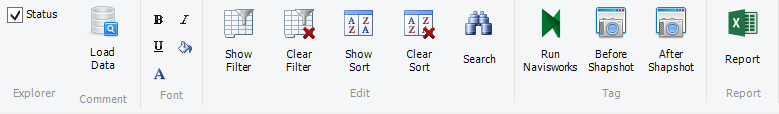 Status
Load
Data
B I
U
A
Show
Filter
Clear
Filter
A Z
Z A
Show
Sort
A Z
Z A
Clear
Sort
Search
Run
Navisworks
Before
Shapshot
After
Shapshot
Report
Explorer
Comment
Font
Edit
Tag
Report